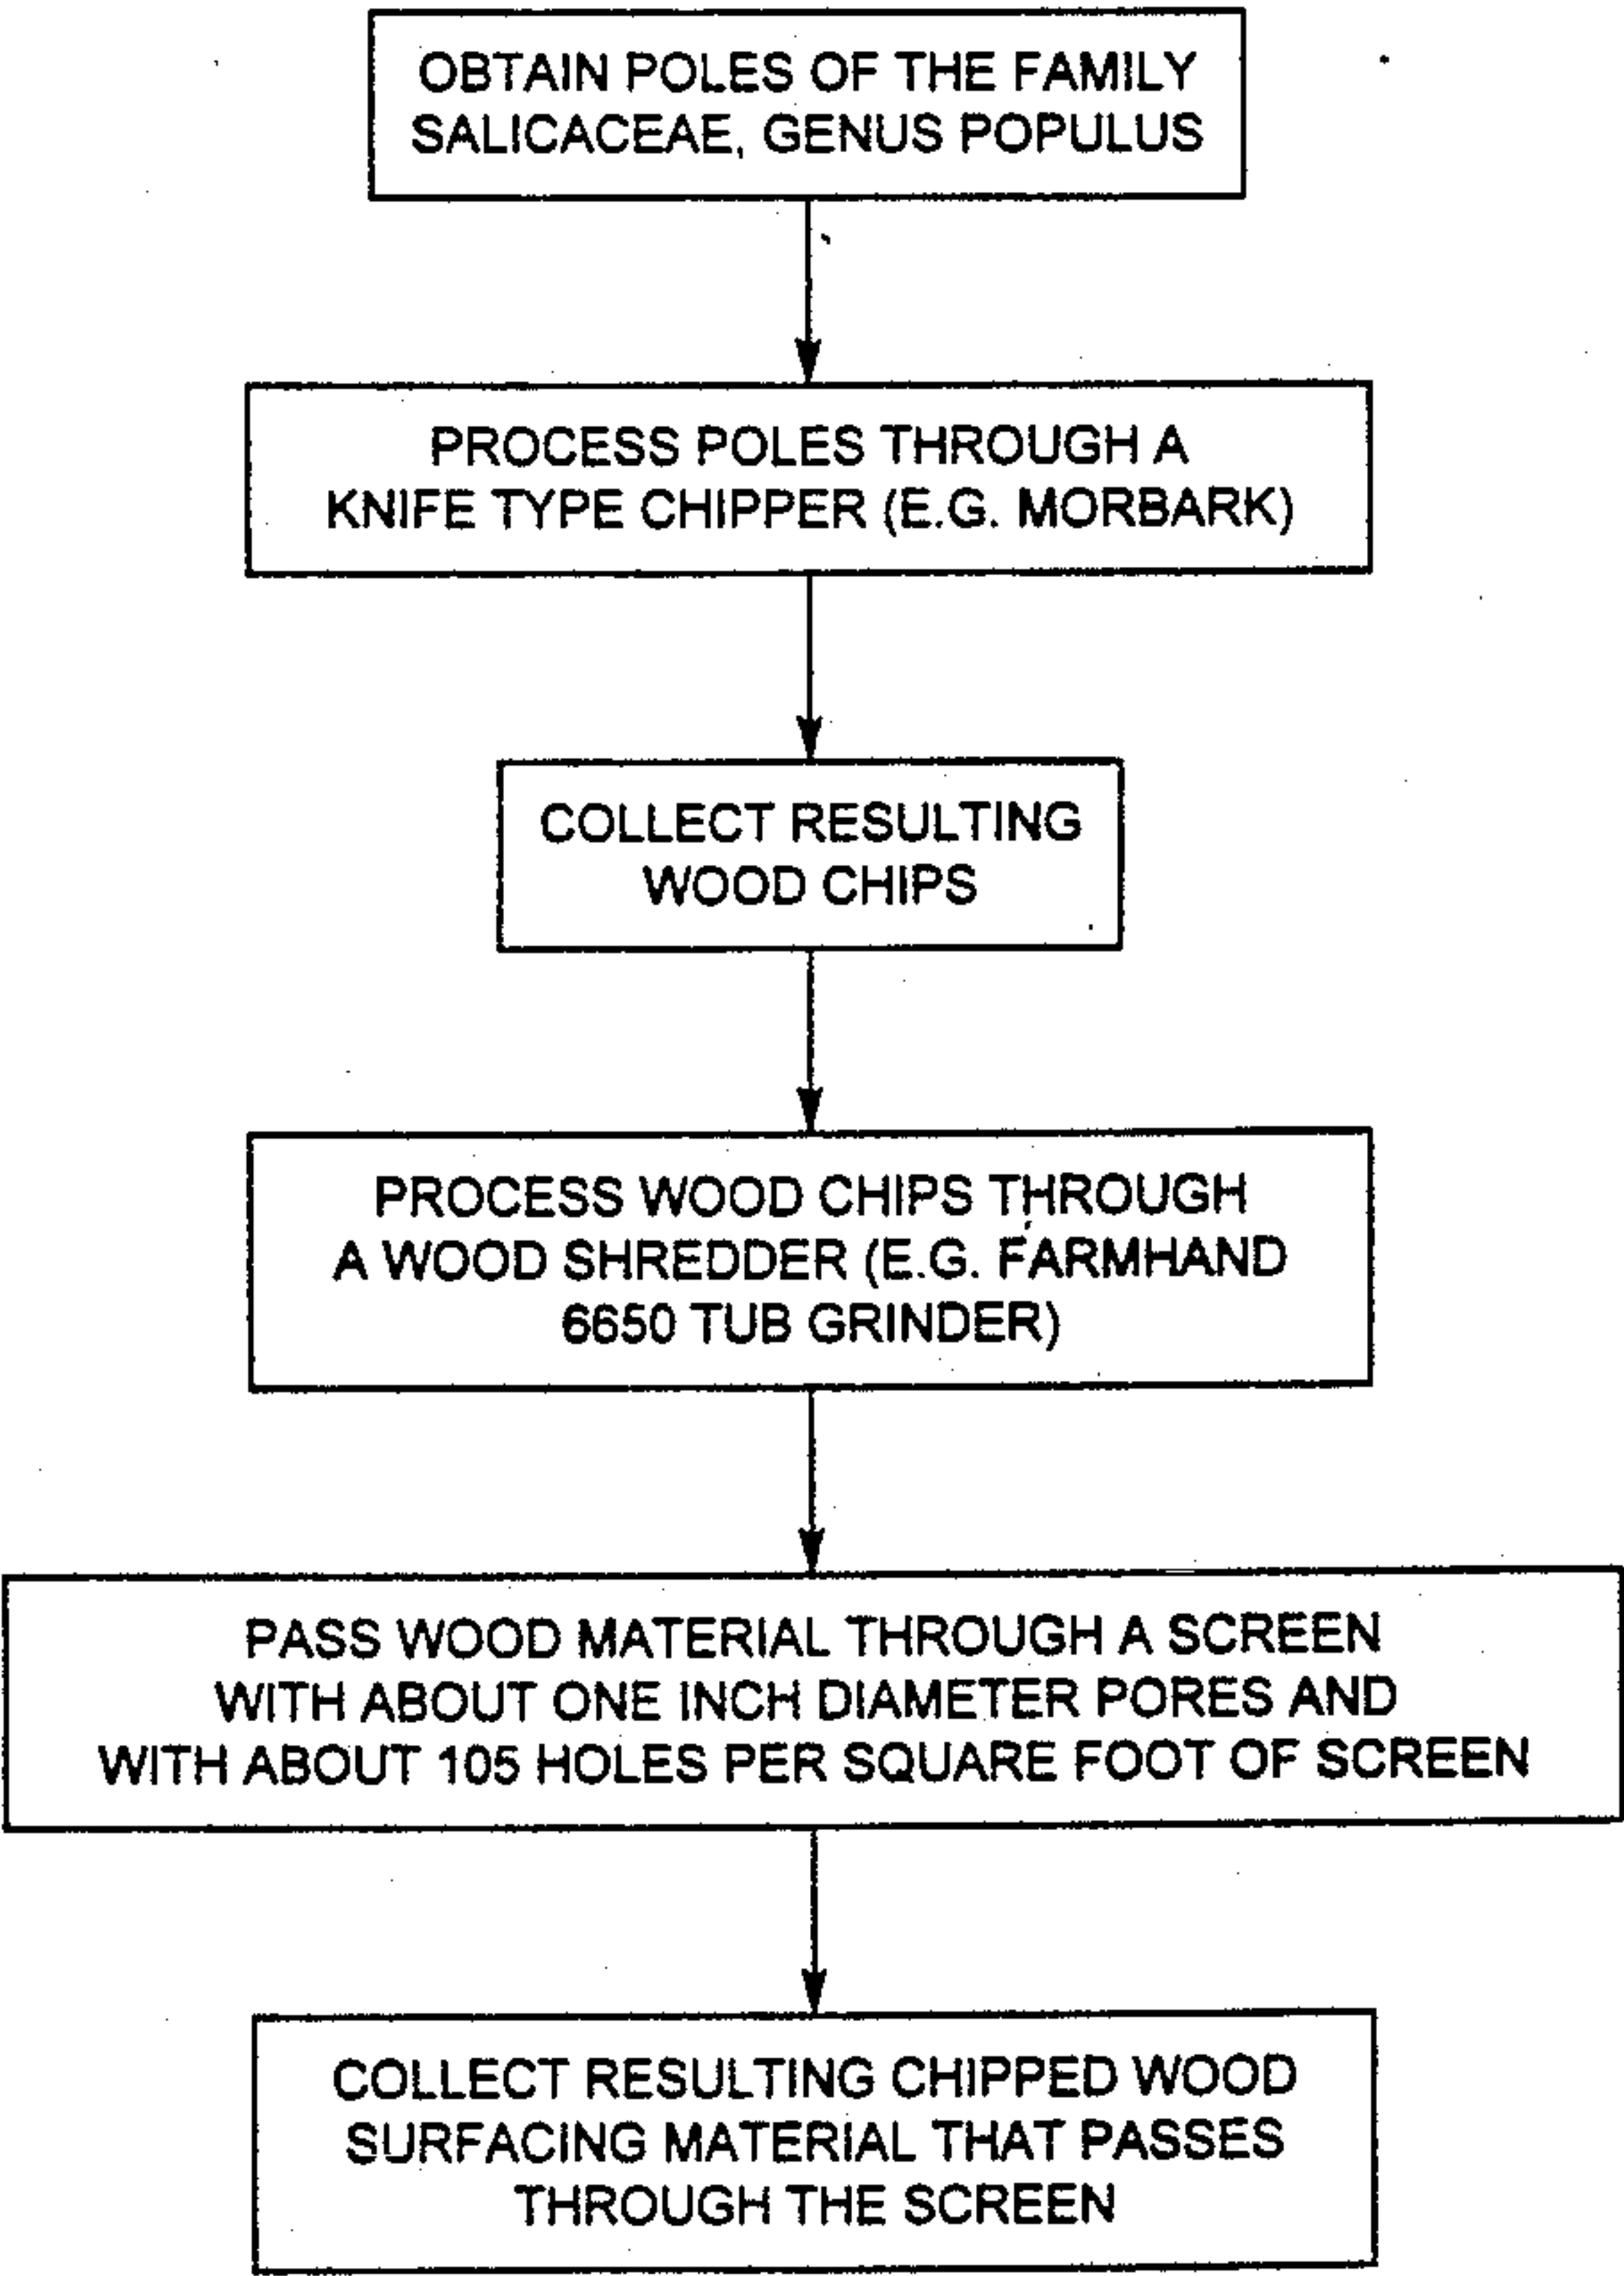 OBTAIN POLES OF THE FAMILY
SALICACEAE, GENUS POPULUS
PROCESS POLES THROUGH A
KNIFE TYPE CHIPPER (E.G. MORBARK)
COLLECT RESULTING
WOOD CHIPS
PROCESS WOOD CHIPS THROUGH
A WOOD SHREDDER (E.G. FARMHAND
6650 TUB GRINDER)
PASS WOOD MATERIAL THROUGH A SCREEN
WITH ABOUT ONE INCH DIAMETER PORES AND
WITH ABOUT 105 HOLES PER SQUARE FOOT OF SCREEN
COLLECT RESULTING CHIPPED WOOD
SURFACING MATERIAL THAT PASSES
THROUGH THE SCREEN